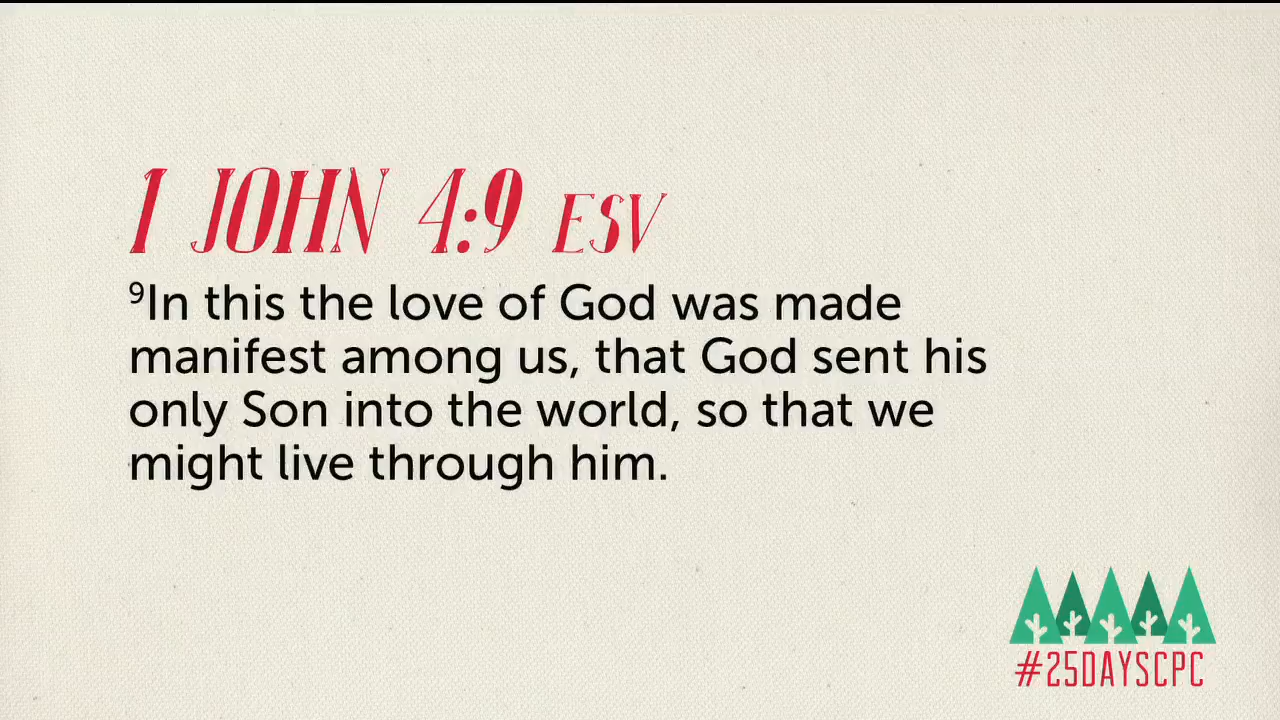 1 JOHN 4:9 ESV
⁹In this the love of God was made
manifest among us, that God sent his
only Son into the world, so that we
might live through him.
#25DAYSCPC